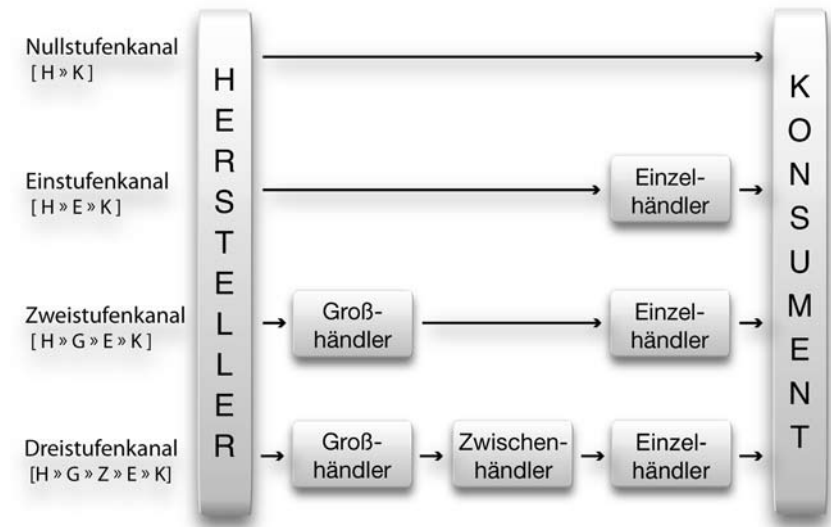 Nullstufenkanal
[ H » K ]
HERSTELLER
KONSUMENT
Einstufenkanal
[ H » E » K ]
Einzel-
händler
Zweistufenkanal
[ H » G » E » K ]
Groß-
händler
Einzel-
händler
Dreistufenkanal
[H » G » Z » E » K]
Groß-
händler
Zwischen-
händler
Einzel-
händler